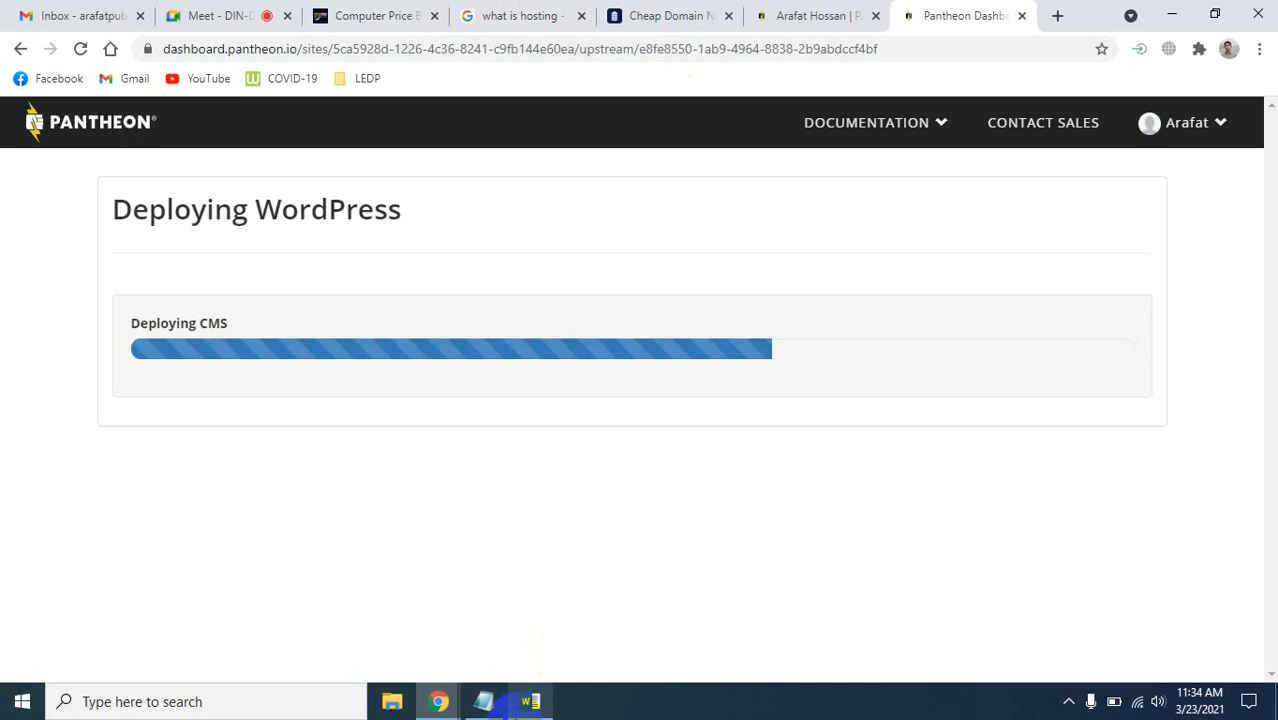 Inbox - arafatpub
Meet - DIN-D
Computer Price B
what is hosting -
Cheap Domain N
Arafat Hossan | P
Pantheon Dashb
dashboard.pantheon.io/sites/5ca5928d-1226-4c36-8241-c9fb144e60ea/upstream/e8fe8550-1ab9-4964-8838-2b9abdccf4bf
Facebook
Gmail
YouTube
COVID-19
LEDP
PANTHEON®
DOCUMENTATION
CONTACT SALES
Arafat
Deploying WordPress
Deploying CMS
Type here to search
11:34 AM
3/23/2021